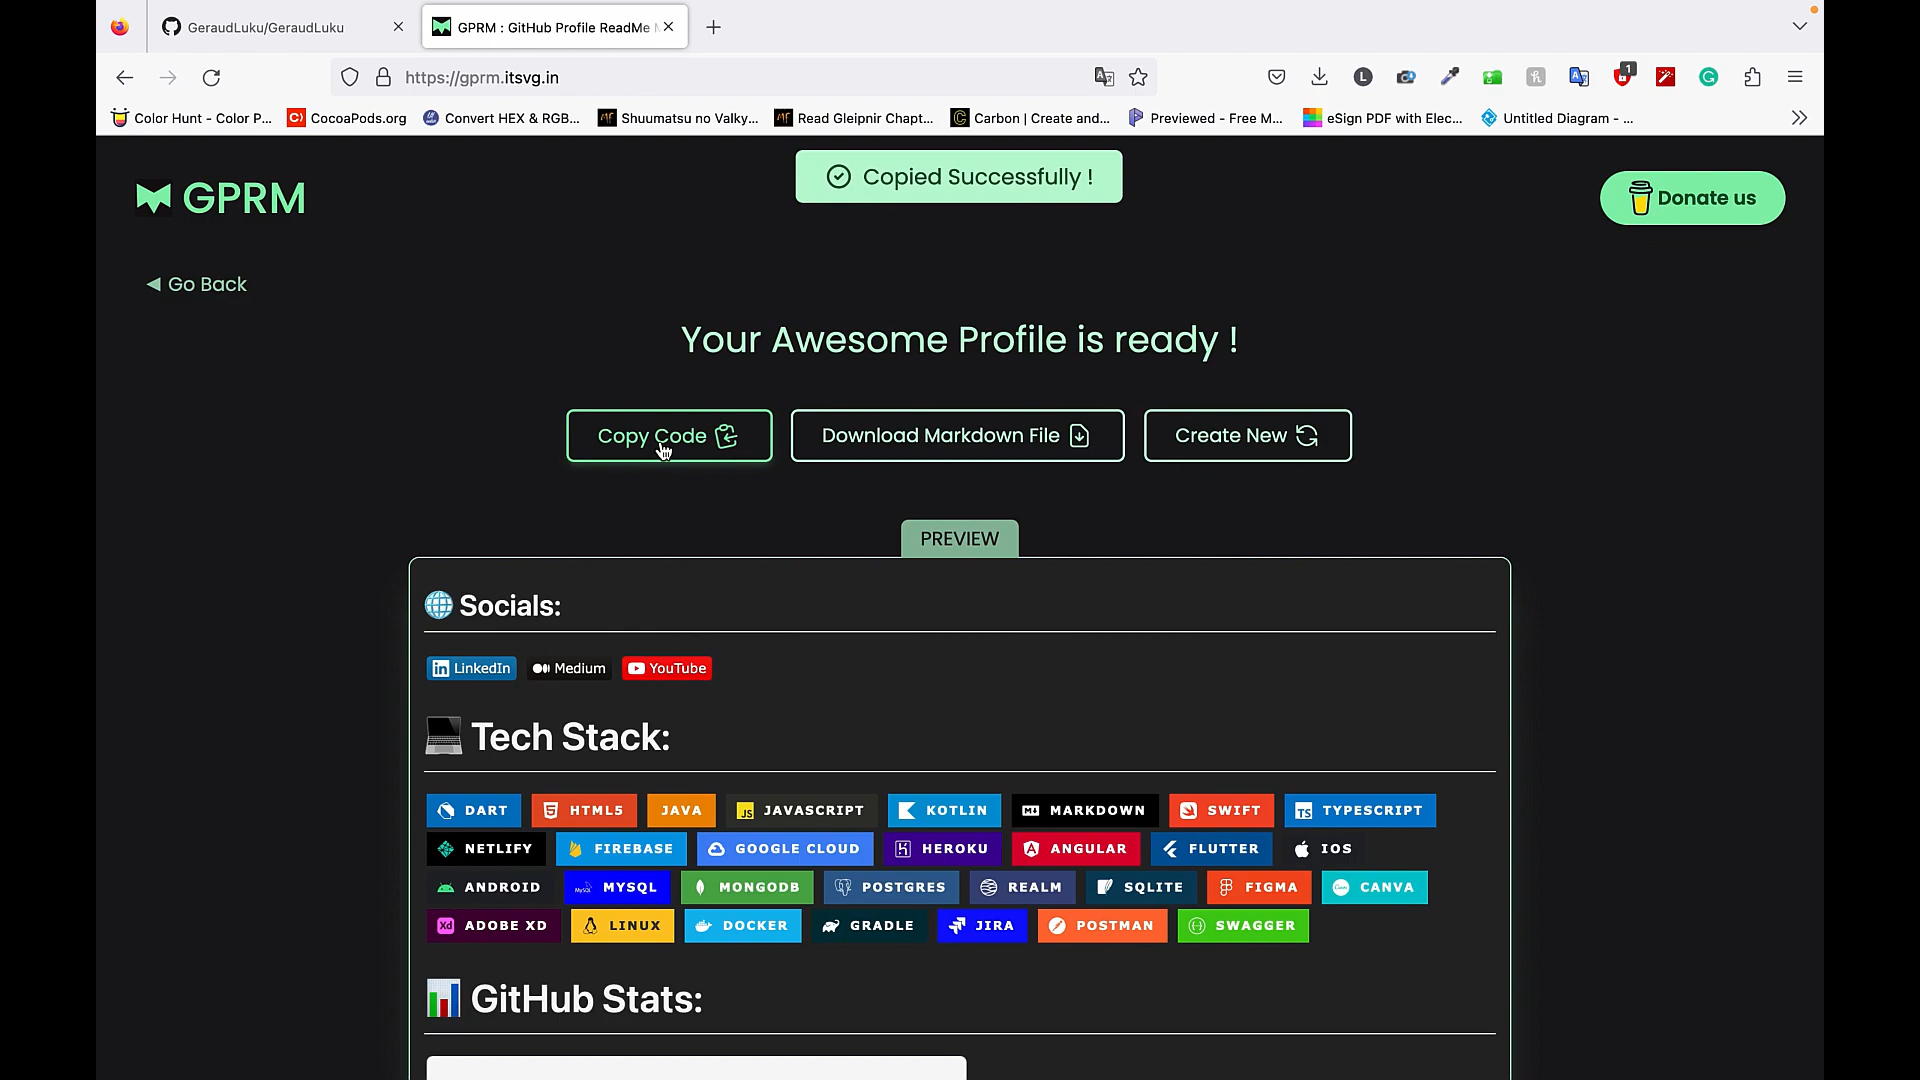 GeraudLuku/GeraudLuku
GPRM : GitHub Profile ReadMe
https://gprm.itsvg.in
L
1
Color Hunt - Color P...
CocoaPods.org
Convert HEX & RGB...
Shuumatsu no Valky...
Read Gleipnir Chapt...
Carbon | Create and...
Previewed - Free M...
eSign PDF with Elec...
Untitled Diagram - ...
Copied Successfully !
GPRM
Donate us
Go Back
Your Awesome Profile is ready !
Copy Code
Download Markdown File
Create New
PREVIEW
Socials:
LinkedIn Medium YouTube
Tech Stack:
DART HTML5 JAVA JS JAVASCRIPT KOTLIN MARKDOWN SWIFT TS TYPESCRIPT
NETLIFY FIREBASE GOOGLE CLOUD HEROKU ANGULAR FLUTTER IOS
ANDROID MySQL MYSQL MONGODB POSTGRES REALM SQLITE FIGMA CANVA
Xd ADOBE XD LINUX DOCKER GRADLE JIRA POSTMAN SWAGGER
GitHub Stats: